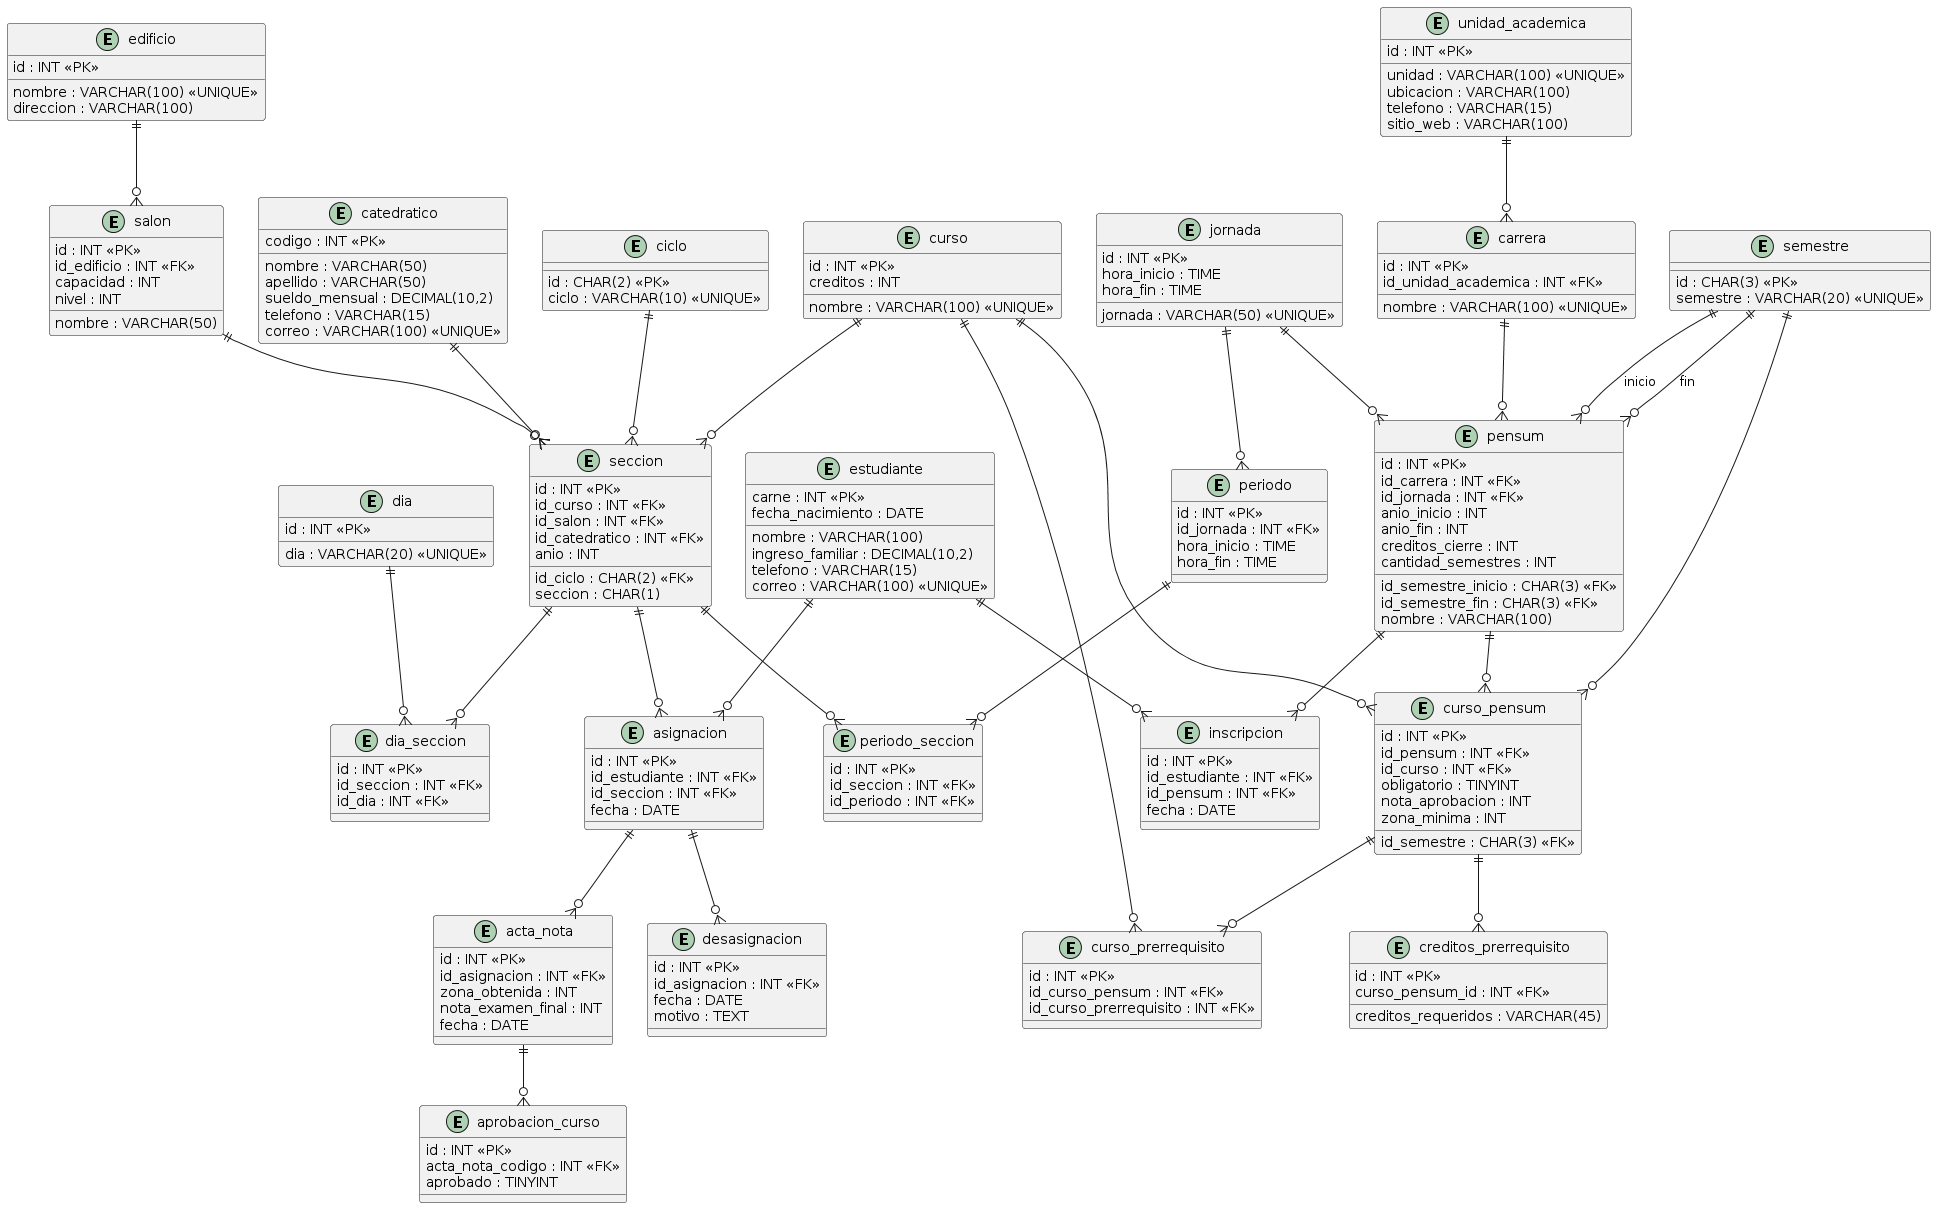 E edificio
id : INT «PK»
nombre : VARCHAR(100) «UNIQUE»
direccion : VARCHAR(100)
E unidad_academica
id : INT «PK»
unidad : VARCHAR(100) «UNIQUE»
ubicacion : VARCHAR(100)
telefono : VARCHAR(15)
sitio_web : VARCHAR(100)
E salon
id : INT «PK»
id_edificio : INT «FK»
capacidad : INT
nivel : INT
nombre : VARCHAR(50)
E catedratico
codigo : INT «PK»
nombre : VARCHAR(50)
apellido : VARCHAR(50)
sueldo_mensual : DECIMAL(10,2)
telefono : VARCHAR(15)
correo : VARCHAR(100) «UNIQUE»
E ciclo
id : CHAR(2) «PK»
ciclo : VARCHAR(10) «UNIQUE»
E curso
id : INT «PK»
creditos : INT
nombre : VARCHAR(100) «UNIQUE»
E jornada
id : INT «PK»
hora_inicio : TIME
hora_fin : TIME
jornada : VARCHAR(50) «UNIQUE»
E carrera
id : INT «PK»
id_unidad_academica : INT «FK»
nombre : VARCHAR(100) «UNIQUE»
E semestre
id : CHAR(3) «PK»
semestre : VARCHAR(20) «UNIQUE»
inicio
fin
E dia
id : INT «PK»
dia : VARCHAR(20) «UNIQUE»
E seccion
id : INT «PK»
id_curso : INT «FK»
id_salon : INT «FK»
id_catedratico : INT «FK»
anio : INT
id_ciclo : CHAR(2) «FK»
seccion : CHAR(1)
E estudiante
carne : INT «PK»
fecha_nacimiento : DATE
nombre : VARCHAR(100)
ingreso_familiar : DECIMAL(10,2)
telefono : VARCHAR(15)
correo : VARCHAR(100) «UNIQUE»
E periodo
id : INT «PK»
id_jornada : INT «FK»
hora_inicio : TIME
hora_fin : TIME
E pensum
id : INT «PK»
id_carrera : INT «FK»
id_jornada : INT «FK»
anio_inicio : INT
anio_fin : INT
creditos_cierre : INT
cantidad_semestres : INT
id_semestre_inicio : CHAR(3) «FK»
id_semestre_fin : CHAR(3) «FK»
nombre : VARCHAR(100)
E dia_seccion
id : INT «PK»
id_seccion : INT «FK»
id_dia : INT «FK»
E asignacion
id : INT «PK»
id_estudiante : INT «FK»
id_seccion : INT «FK»
fecha : DATE
E periodo_seccion
id : INT «PK»
id_seccion : INT «FK»
id_periodo : INT «FK»
E inscripcion
id : INT «PK»
id_estudiante : INT «FK»
id_pensum : INT «FK»
fecha : DATE
E curso_pensum
id : INT «PK»
id_pensum : INT «FK»
id_curso : INT «FK»
obligatorio : TINYINT
nota_aprobacion : INT
zona_minima : INT
id_semestre : CHAR(3) «FK»
E acta_nota
id : INT «PK»
id_asignacion : INT «FK»
zona_obtenida : INT
nota_examen_final : INT
fecha : DATE
E desasignacion
id : INT «PK»
id_asignacion : INT «FK»
fecha : DATE
motivo : TEXT
E curso_prerrequisito
id : INT «PK»
id_curso_pensum : INT «FK»
id_curso_prerrequisito : INT «FK»
E creditos_prerrequisito
id : INT «PK»
curso_pensum_id : INT «FK»
creditos_requeridos : VARCHAR(45)
E aprobacion_curso
id : INT «PK»
acta_nota_codigo : INT «FK»
aprobado : TINYINT